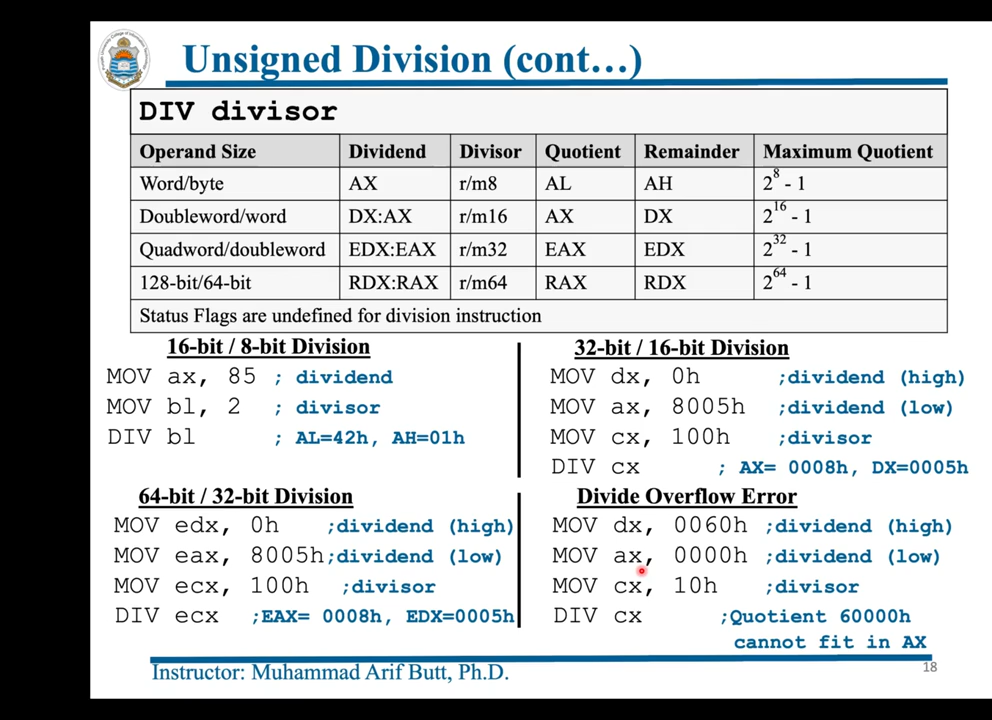 Unsigned Division (cont…)
DIV divisor
Operand Size Dividend Divisor Quotient Remainder Maximum Quotient
Word/byte AX r/m8 AL AH 2^8 - 1
Doubleword/word DX:AX r/m16 AX DX 2^16 - 1
Quadword/doubleword EDX:EAX r/m32 EAX EDX 2^32 - 1
128-bit/64-bit RDX:RAX r/m64 RAX RDX 2^64 - 1
Status Flags are undefined for division instruction
16-bit / 8-bit Division
MOV ax, 85 ; dividend
MOV bl, 2 ; divisor
DIV bl ; AL=42h, AH=01h
32-bit / 16-bit Division
MOV dx, 0h ;dividend (high)
MOV ax, 8005h ;dividend (low)
MOV cx, 100h ;divisor
DIV cx ; AX= 0008h, DX=0005h
64-bit / 32-bit Division
MOV edx, 0h ;dividend (high)
MOV eax, 8005h;dividend (low)
MOV ecx, 100h ;divisor
DIV ecx ;EAX= 0008h, EDX=0005h
Divide Overflow Error
MOV dx, 0060h ;dividend (high)
MOV ax, 0000h ;dividend (low)
MOV cx, 10h ;divisor
DIV cx ;Quotient 60000h
cannot fit in AX
Instructor: Muhammad Arif Butt, Ph.D.
18